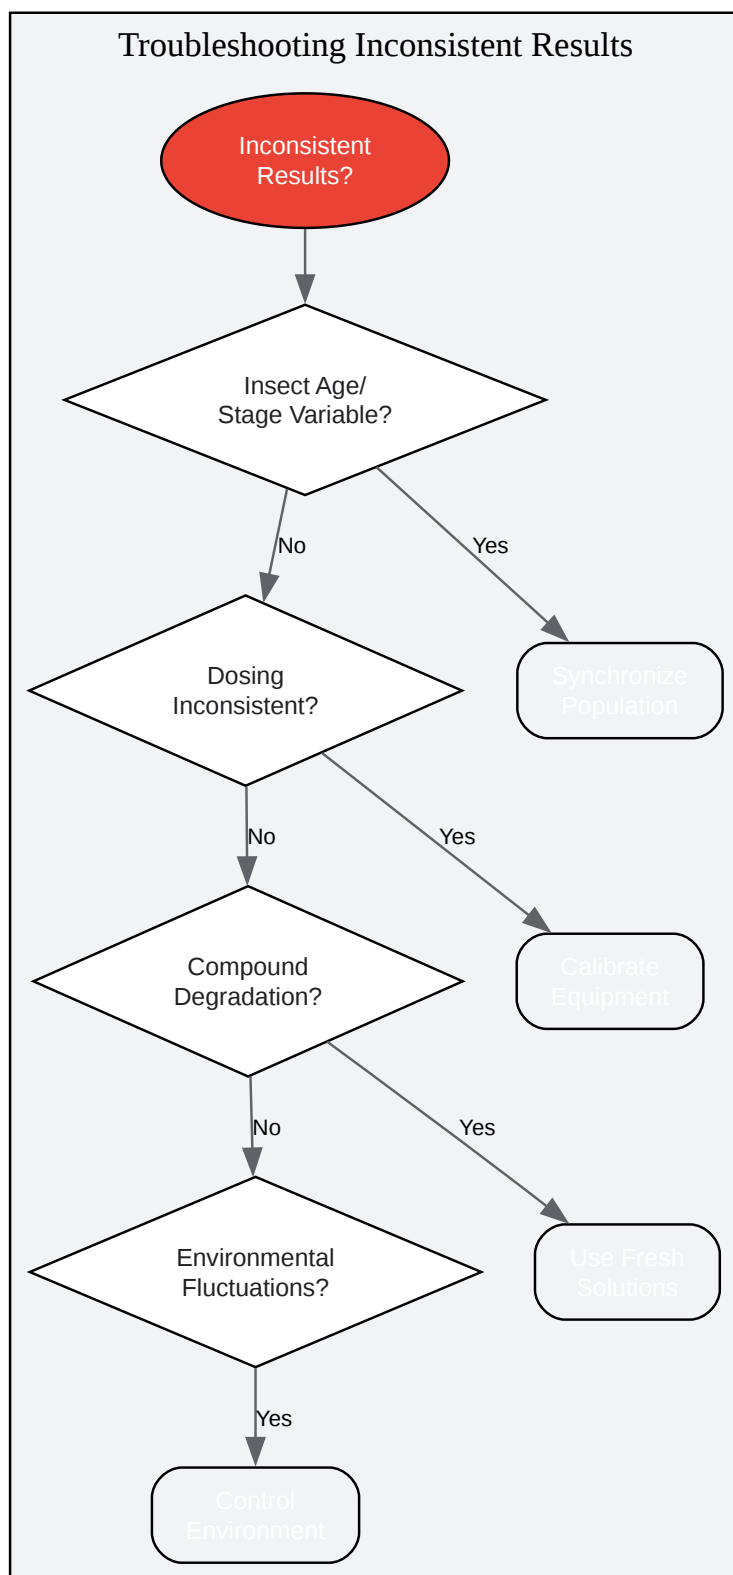 Troubleshooting Inconsistent Results
Inconsistent
Results?
Insect Age/
Stage Variable?
No
Yes
Dosing
Inconsistent?
Synchronize
Population
No
Yes
Compound
Degradation?
Calibrate
Equipment
No
Yes
Environmental
Fluctuations?
Use Fresh
Solutions
Yes
Control
Environment